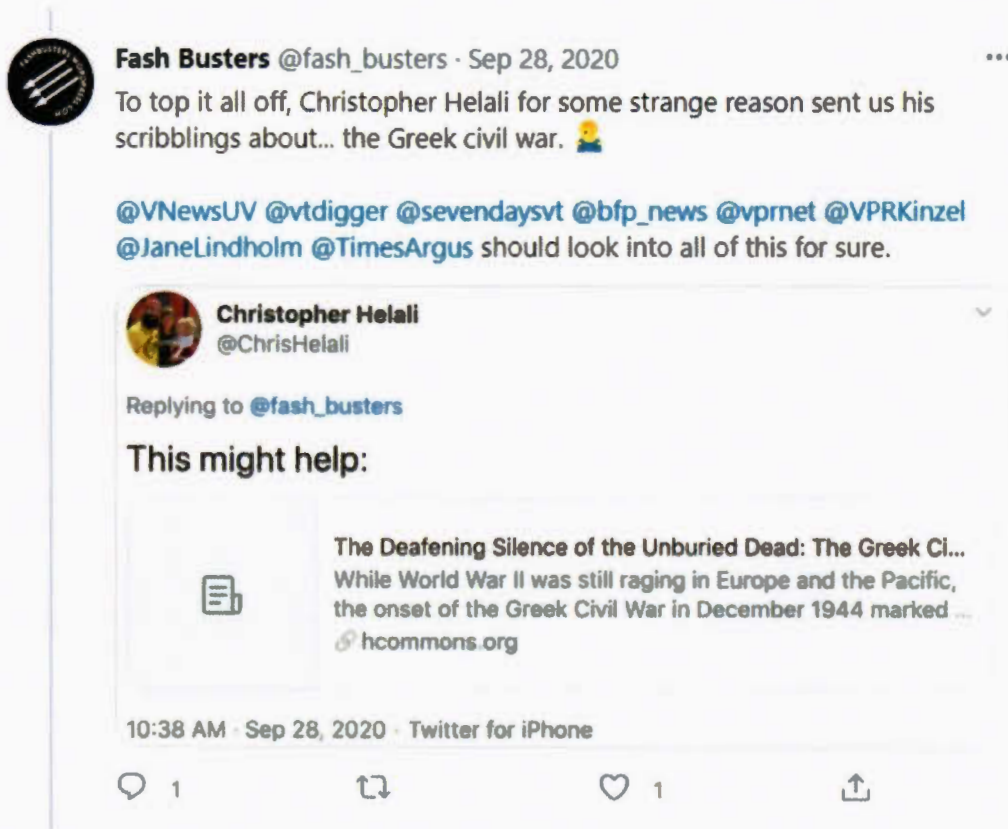 Fash Busters @fash_busters · Sep 28, 2020
To top it all off, Christopher Helali for some strange reason sent us his
scribblings about... the Greek civil war.
@VNewsUV @vtdigger @sevendaysvt @bfp_news @vprnet @VPRKinzel
@JaneLindholm @TimesArgus should look into all of this for sure.
Christopher Helali
@ChrisHelali
Replying to @fash_busters
This might help:
The Deafening Silence of the Unburied Dead: The Greek Ci...
While World War II was still raging in Europe and the Pacific,
the onset of the Greek Civil War in December 1944 marked ...
hcommons.org
10:38 AM · Sep 28, 2020 · Twitter for iPhone
1
1